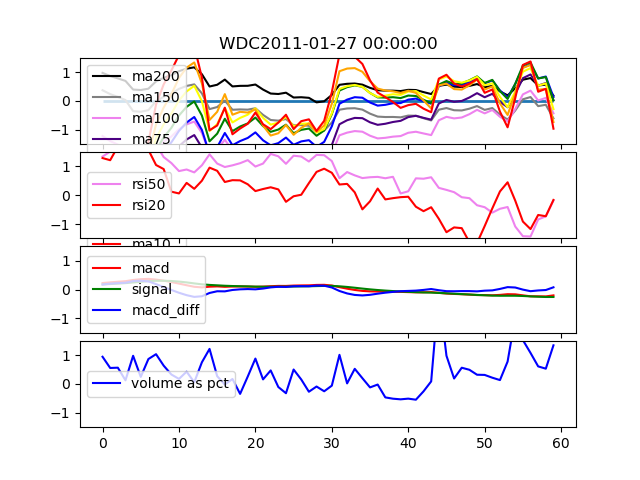 WDC2011-01-27 00:00:00
1
0
−1
ma200
ma150
ma100
ma75
1
0
−1
rsi50
rsi20
ma10
1
0
−1
macd
signal
macd_diff
1
0
−1
volume as pct
0 10 20 30 40 50 60